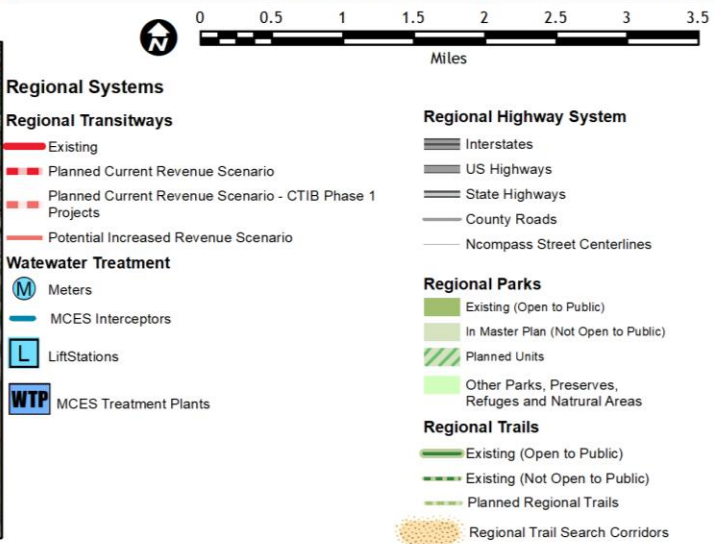 0 0.5 1 1.5 2 2.5 3 3.5
N
Miles
Regional Systems
Regional Transitways
Existing
Planned Current Revenue Scenario
Planned Current Revenue Scenario - CTIB Phase 1
Projects
Potential Increased Revenue Scenario
Watewater Treatment
M Meters
MCES Interceptors
L LiftStations
WTP MCES Treatment Plants
Regional Highway System
Interstates
US Highways
State Highways
County Roads
Ncompass Street Centerlines
Regional Parks
Existing (Open to Public)
In Master Plan (Not Open to Public)
Planned Units
Other Parks, Preserves,
Refuges and Natrural Areas
Regional Trails
Existing (Open to Public)
Existing (Not Open to Public)
Planned Regional Trails
Regional Trail Search Corridors